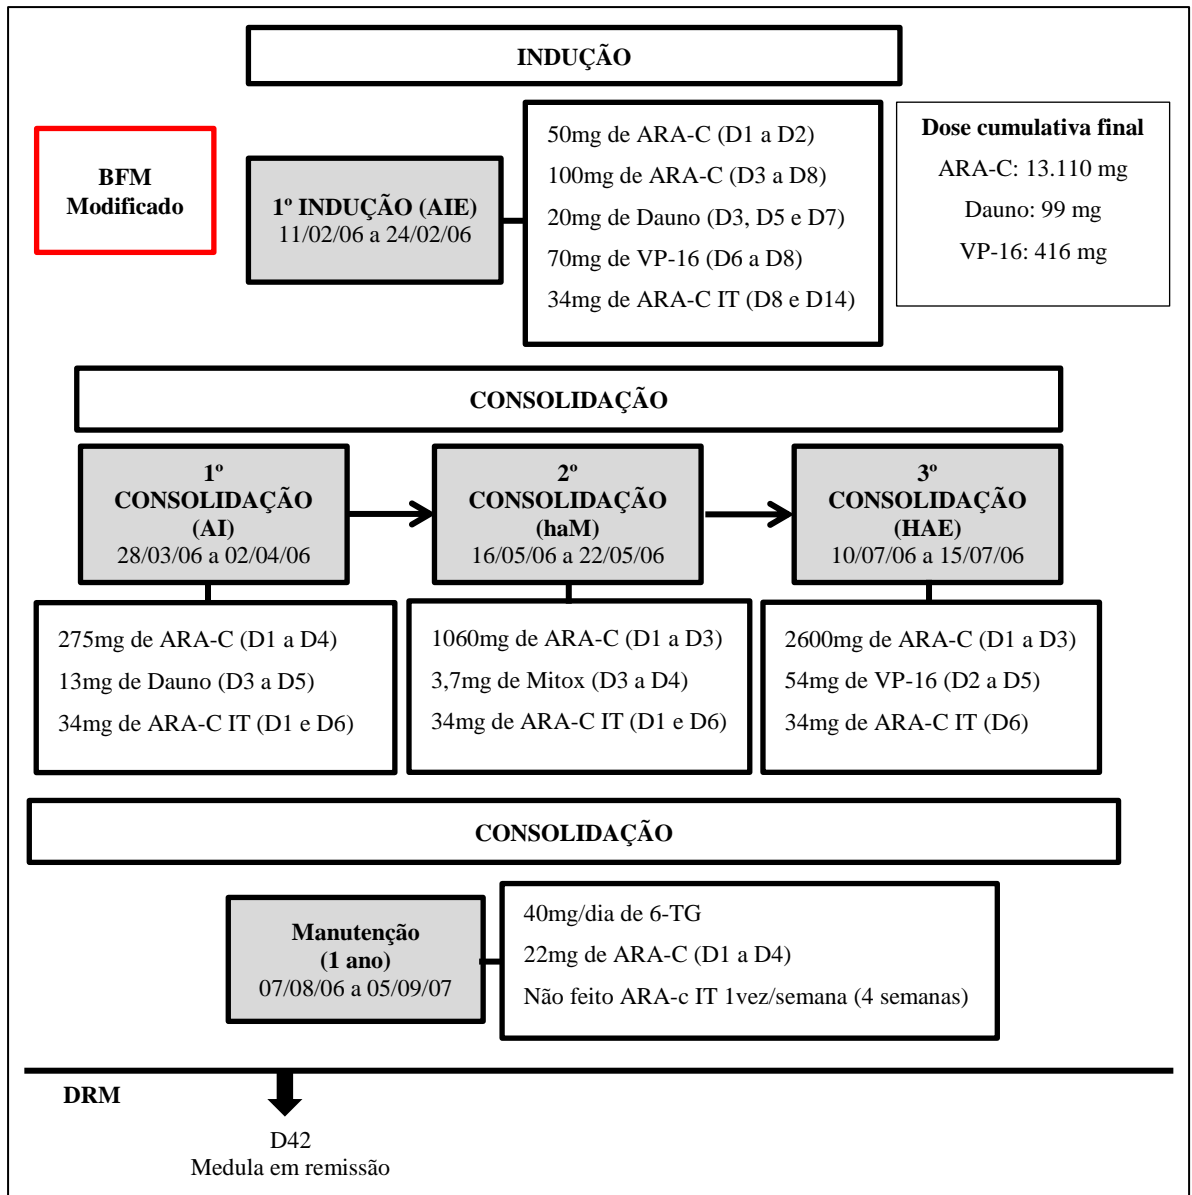 INDUÇÃO
BFM
Modificado
1º INDUÇÃO (AIE)
11/02/06 a 24/02/06
50mg de ARA-C (D1 a D2)
100mg de ARA-C (D3 a D8)
20mg de Dauno (D3, D5 e D7)
70mg de VP-16 (D6 a D8)
34mg de ARA-C IT (D8 e D14)
Dose cumulativa final
ARA-C: 13.110 mg
Dauno: 99 mg
VP-16: 416 mg
CONSOLIDAÇÃO
1º
CONSOLIDAÇÃO
(AI)
28/03/06 a 02/04/06
2º
CONSOLIDAÇÃO
(haM)
16/05/06 a 22/05/06
3º
CONSOLIDAÇÃO
(HAE)
10/07/06 a 15/07/06
275mg de ARA-C (D1 a D4)
13mg de Dauno (D3 a D5)
34mg de ARA-C IT (D1 e D6)
1060mg de ARA-C (D1 a D3)
3,7mg de Mitox (D3 a D4)
34mg de ARA-C IT (D1 e D6)
2600mg de ARA-C (D1 a D3)
54mg de VP-16 (D2 a D5)
34mg de ARA-C IT (D6)
CONSOLIDAÇÃO
Manutenção
(1 ano)
07/08/06 a 05/09/07
40mg/dia de 6-TG
22mg de ARA-C (D1 a D4)
Não feito ARA-c IT 1vez/semana (4 semanas)
DRM
D42
Medula em remissão